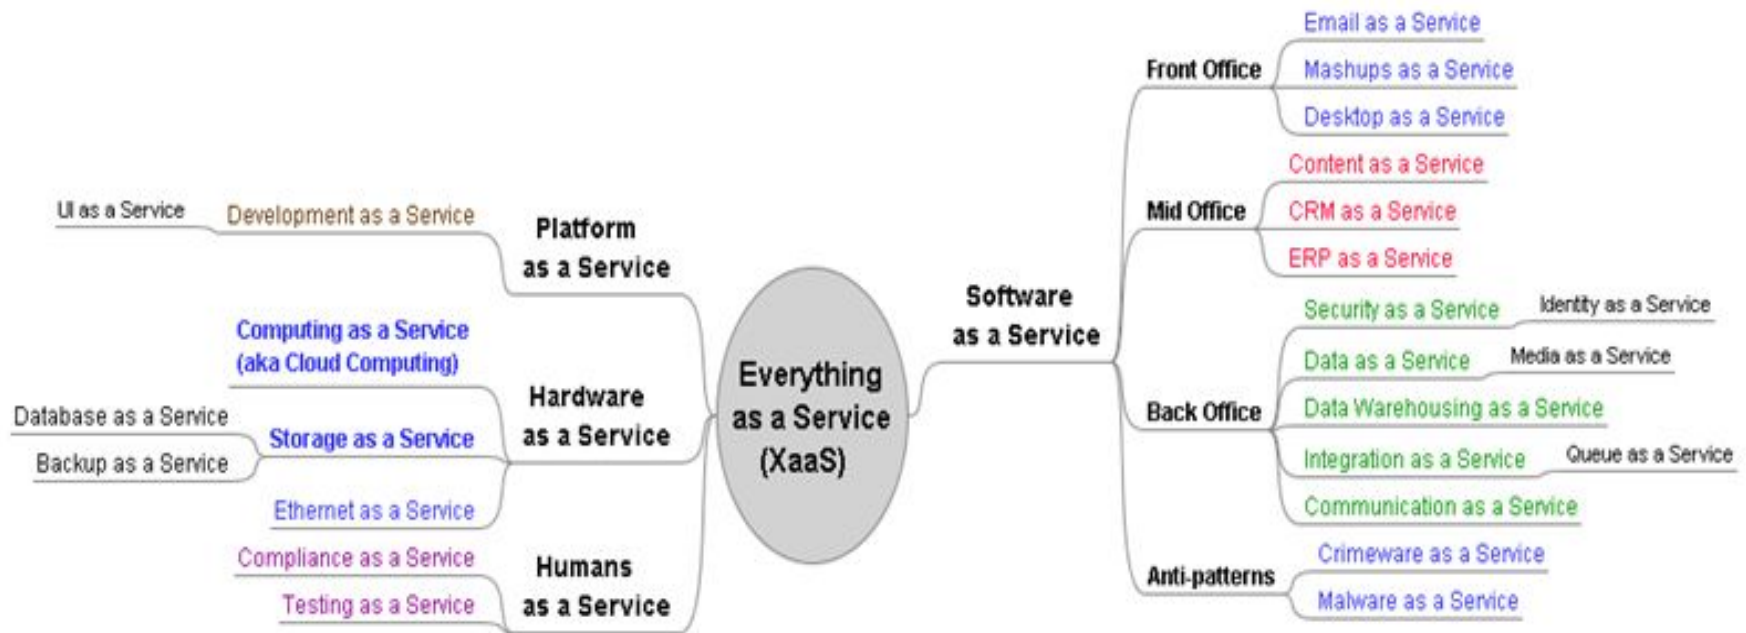 UI as a Service
Development as a Service
Platform
as a Service
Computing as a Service
(aka Cloud Computing)
Hardware
as a Service
Database as a Service
Storage as a Service
Backup as a Service
Ethernet as a Service
Compliance as a Service
Humans
as a Service
Testing as a Service
Everything
as a Service
(XaaS)
Software
as a Service
Front Office
Email as a Service
Mashups as a Service
Desktop as a Service
Mid Office
Content as a Service
CRM as a Service
ERP as a Service
Back Office
Security as a Service
Identity as a Service
Data as a Service
Media as a Service
Data Warehousing as a Service
Integration as a Service
Queue as a Service
Communication as a Service
Anti-patterns
Crimeware as a Service
Malware as a Service